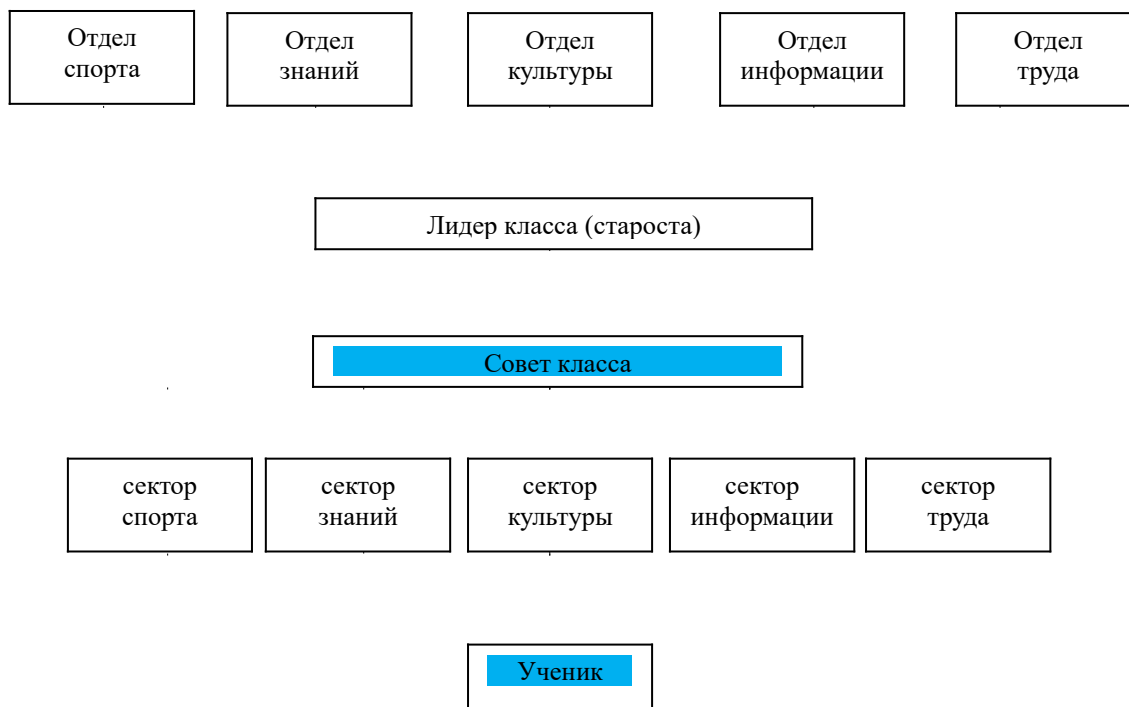 Отдел
спорта
Отдел
знаний
Отдел
культуры
Отдел
информации
Отдел
труда
Лидер класса (староста)
Совет класса
сектор
спорта
сектор
знаний
сектор
культуры
сектор
информации
сектор
труда
Ученик